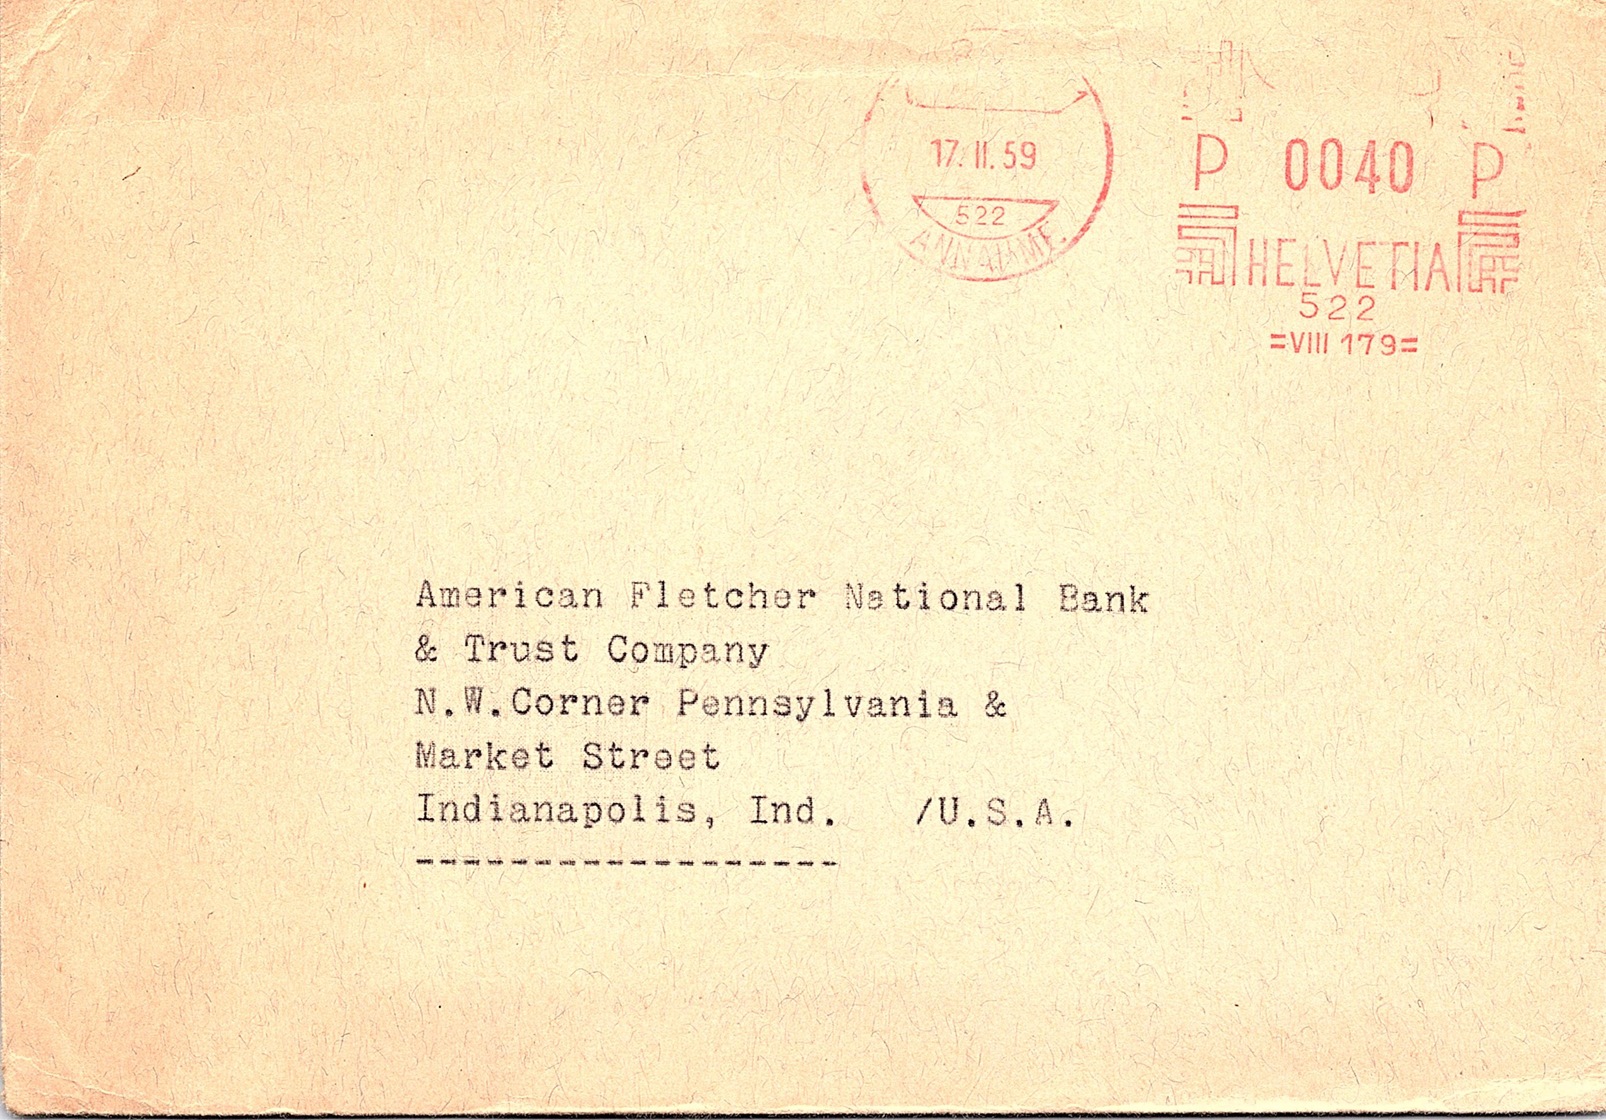 17. II. 59
522
ANNAHME
P 0040 P
HELVETIA
522
=VIII 179=
American Fletcher National Bank
& Trust Company
N.W.Corner Pennsylvania &
Market Street
Indianapolis, Ind. /U.S.A.
-------------------